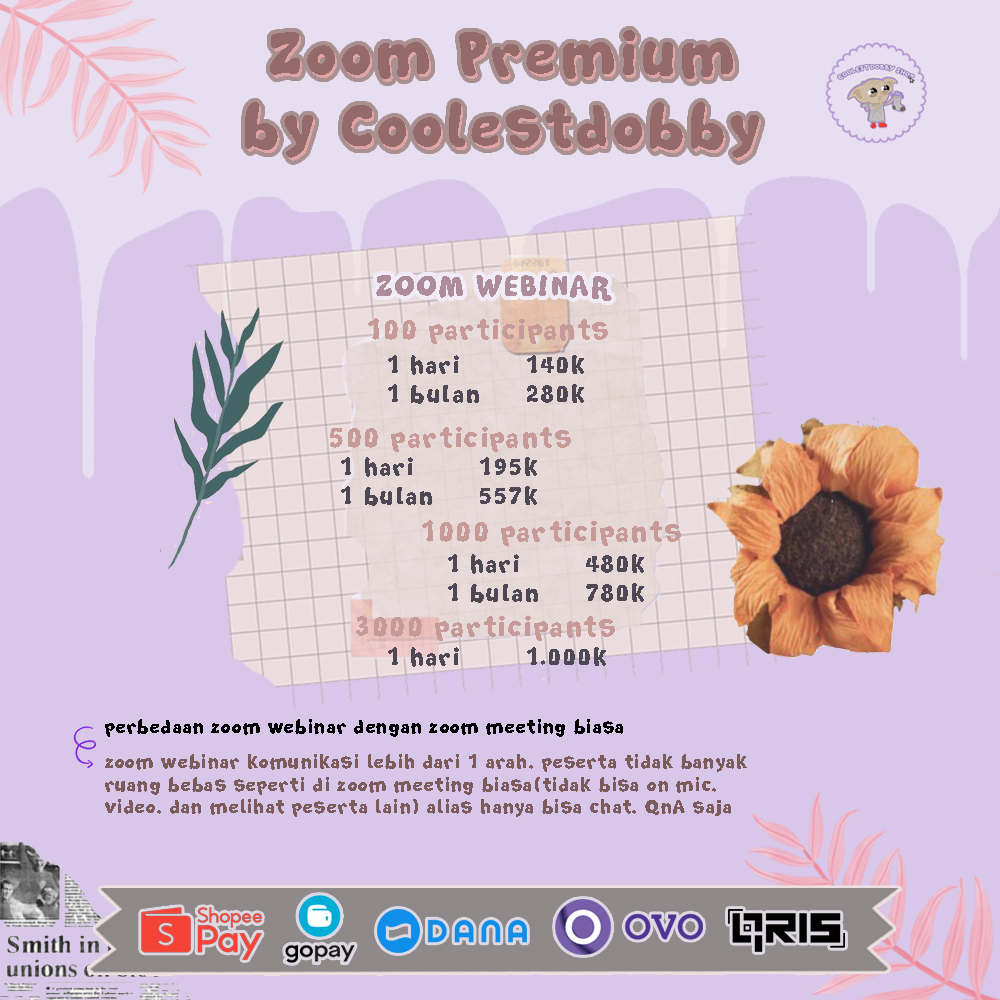 Zoom Premium
by Coolestdobby
COOLESTDOBBY SHOP
ZOOM WEBINAR
100 participants
1 hari 140k
1 bulan 280k
500 participants
1 hari 195k
1 bulan 557k
1000 participants
1 hari 480k
1 bulan 780k
3000 participants
1 hari 1.000k
perbedaan zoom webinar dengan zoom meeting biasa
zoom webinar komunikasi lebih dari 1 arah. peserta tidak banyak
ruang bebas seperti di zoom meeting biasa(tidak bisa on mic.
video. dan melihat peserta lain) alias hanya bisa chat. QnA saja
Smith in
unions
S Shopee Pay
gopay
DANA
OVO
QRIS